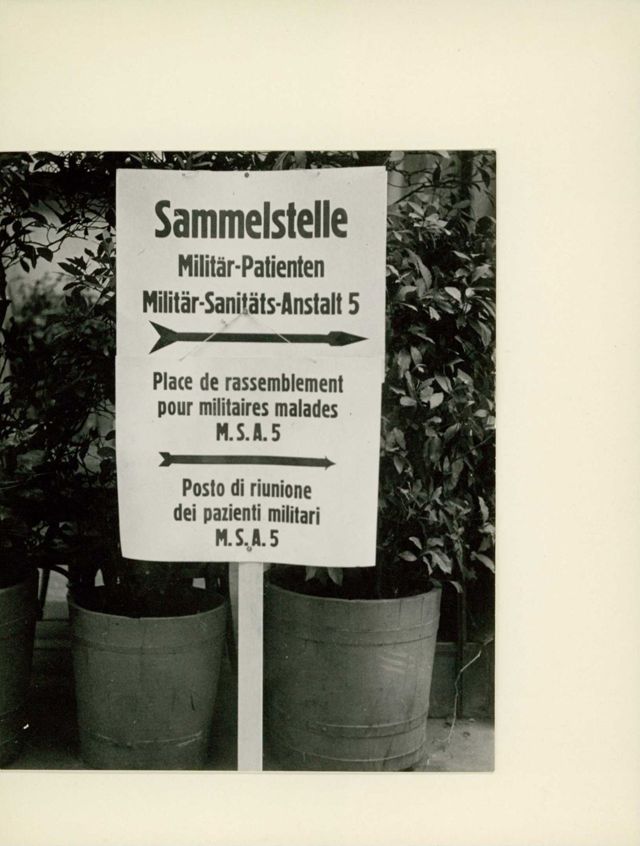 Sammelstelle
Militär-Patienten
Militär-Sanitäts-Anstalt 5
Place de rassemblement
pour militaires malades
M.S.A.5
Posto di riunione
dei pazienti militari
M.S.A.5